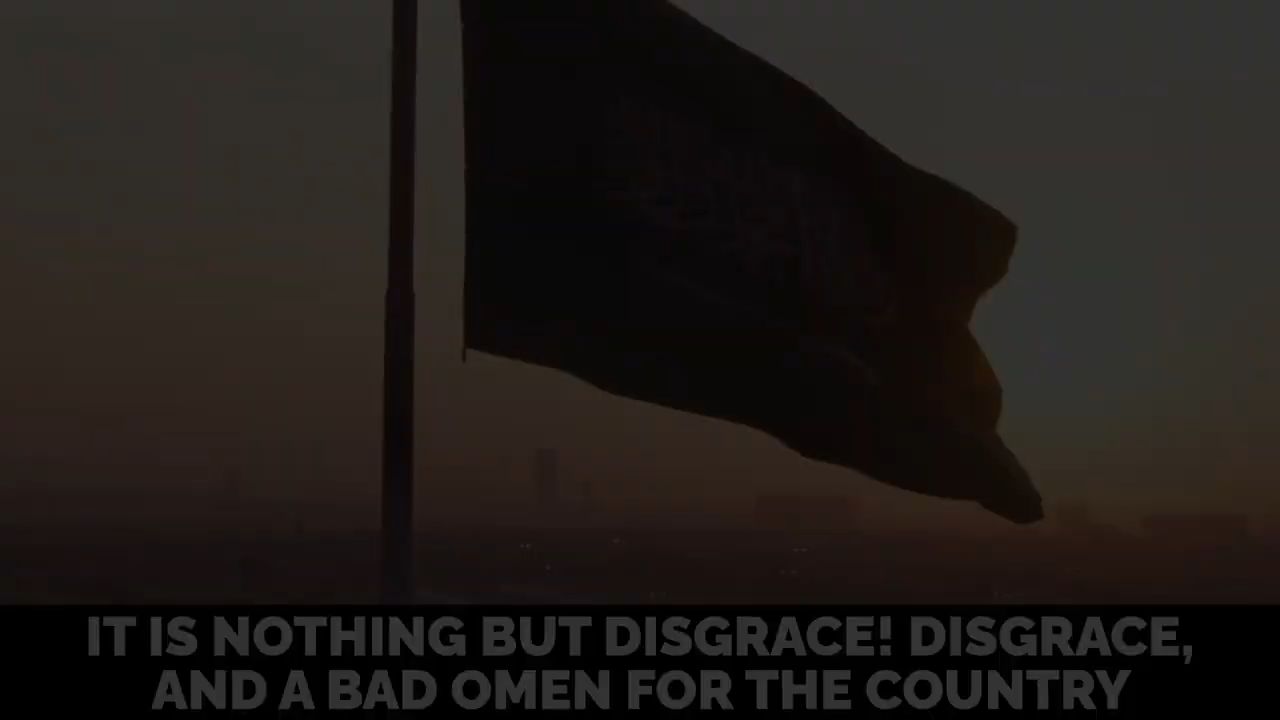 IT IS NOTHING BUT DISGRACE! DISGRACE,
AND A BAD OMEN FOR THE COUNTRY